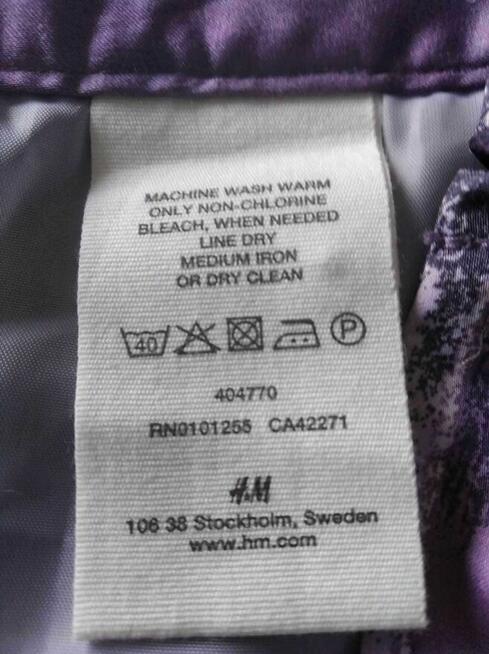 MACHINE WASH WARM
ONLY NON-CHLORINE
BLEACH, WHEN NEEDED
LINE DRY
MEDIUM IRON
OR DRY CLEAN
40 P
404770
RN0101255 CA42271
H&M
106 38 Stockholm, Sweden
www.hm.com